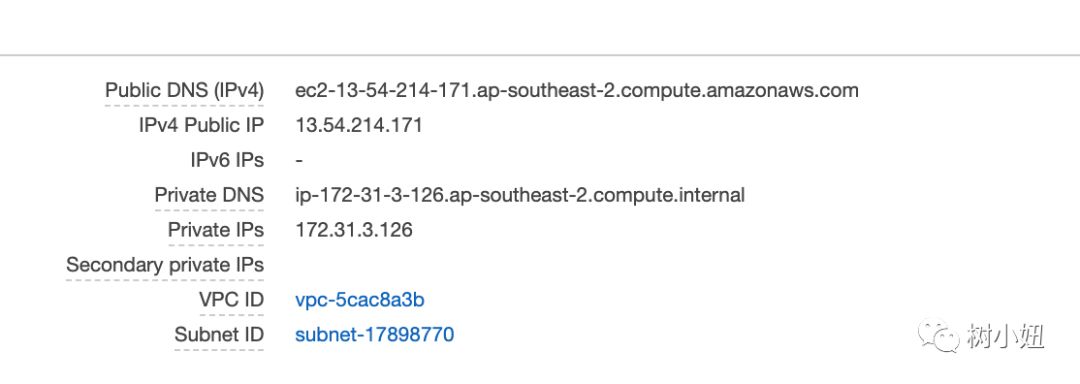 Public DNS (IPv4) ec2-13-54-214-171.ap-southeast-2.compute.amazonaws.com
IPv4 Public IP 13.54.214.171
IPv6 IPs -
Private DNS ip-172-31-3-126.ap-southeast-2.compute.internal
Private IPs 172.31.3.126
Secondary private IPs
VPC ID vpc-5cac8a3b
Subnet ID subnet-17898770
树小妞